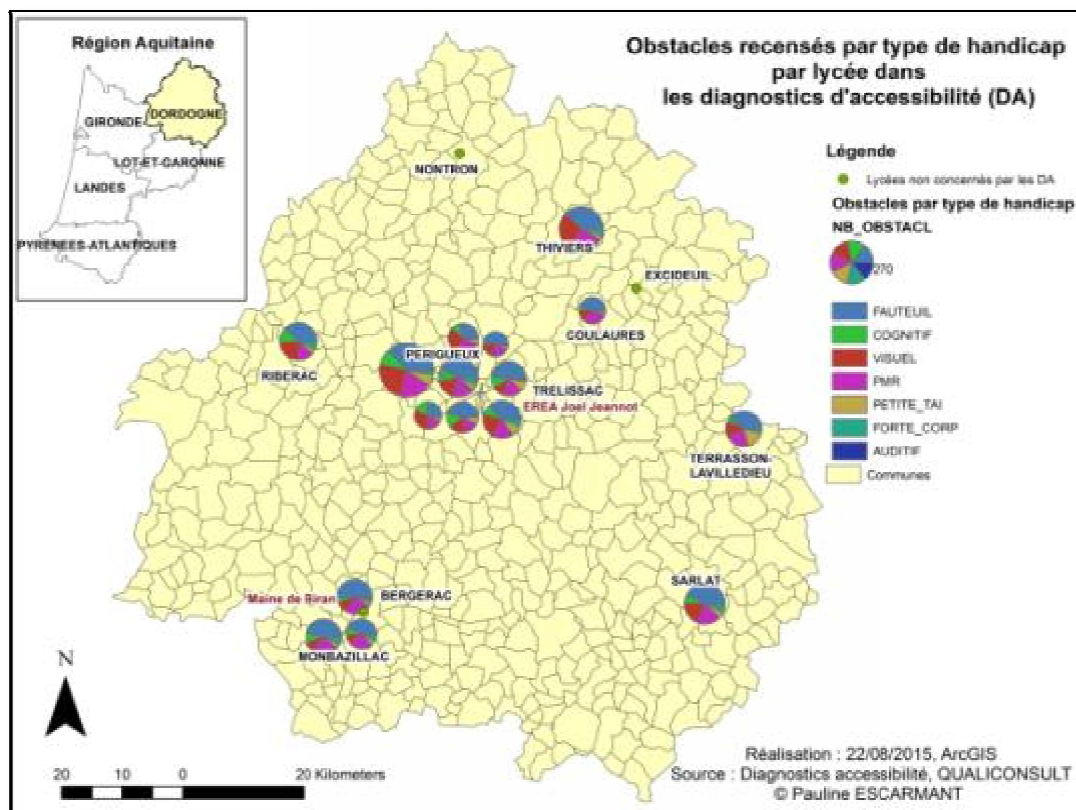 Région Aquitaine
DORDOGNE
GIRONDE
LOT-ET-GARONNE
LANDES
PYRENEES-ATLANTIQUES
Obstacles recensés par type de handicap
par lycée dans
les diagnostics d'accessibilité (DA)
Légende
Lycées non concernés par les DA
Obstacles par type de handicap
NB_OBSTACL
270
FAUTEUIL
COGNITIF
VISUEL
PMR
PETITE_TAI
FORTE_CORP
AUDITIF
Communes
NONTRON
THIVIERS
EXCIDEUIL
COULAURES
PERIGUEUX
RIBERAC
TRELISSAC
EREA Joel Jeannot
TERRASSON-
LAVILLEDIEU
SARLAT
Maine de Biran
BERGERAC
MONBAZILLAC
N
20 10 0 20 Kilometers
Réalisation : 22/08/2015, ArcGIS
Source : Diagnostics accessibilité, QUALICONSULT
© Pauline ESCARMANT